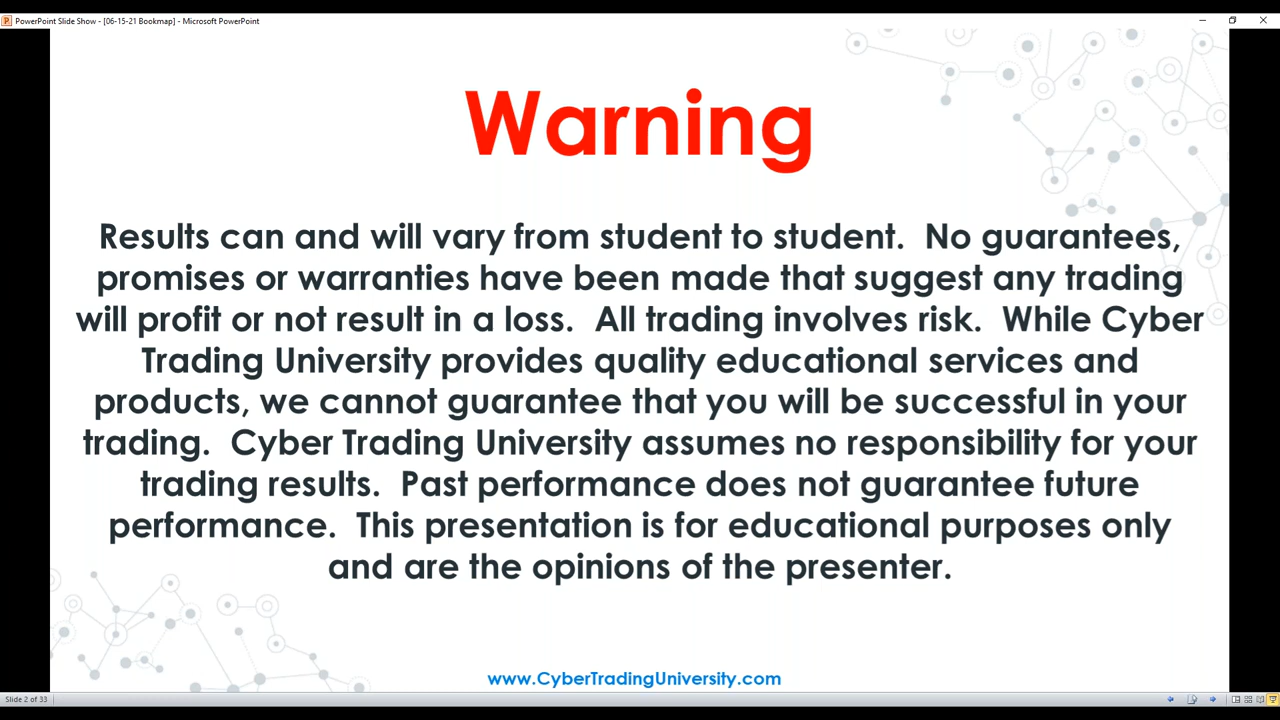 PowerPoint Slide Show - [06-15-21 Bookmap] - Microsoft PowerPoint
Warning
Results can and will vary from student to student.  No guarantees,
promises or warranties have been made that suggest any trading
will profit or not result in a loss.  All trading involves risk.  While Cyber
Trading University provides quality educational services and
products, we cannot guarantee that you will be successful in your
trading.  Cyber Trading University assumes no responsibility for your
trading results.  Past performance does not guarantee future
performance.  This presentation is for educational purposes only
and are the opinions of the presenter.
www.CyberTradingUniversity.com
Slide 2 of 33